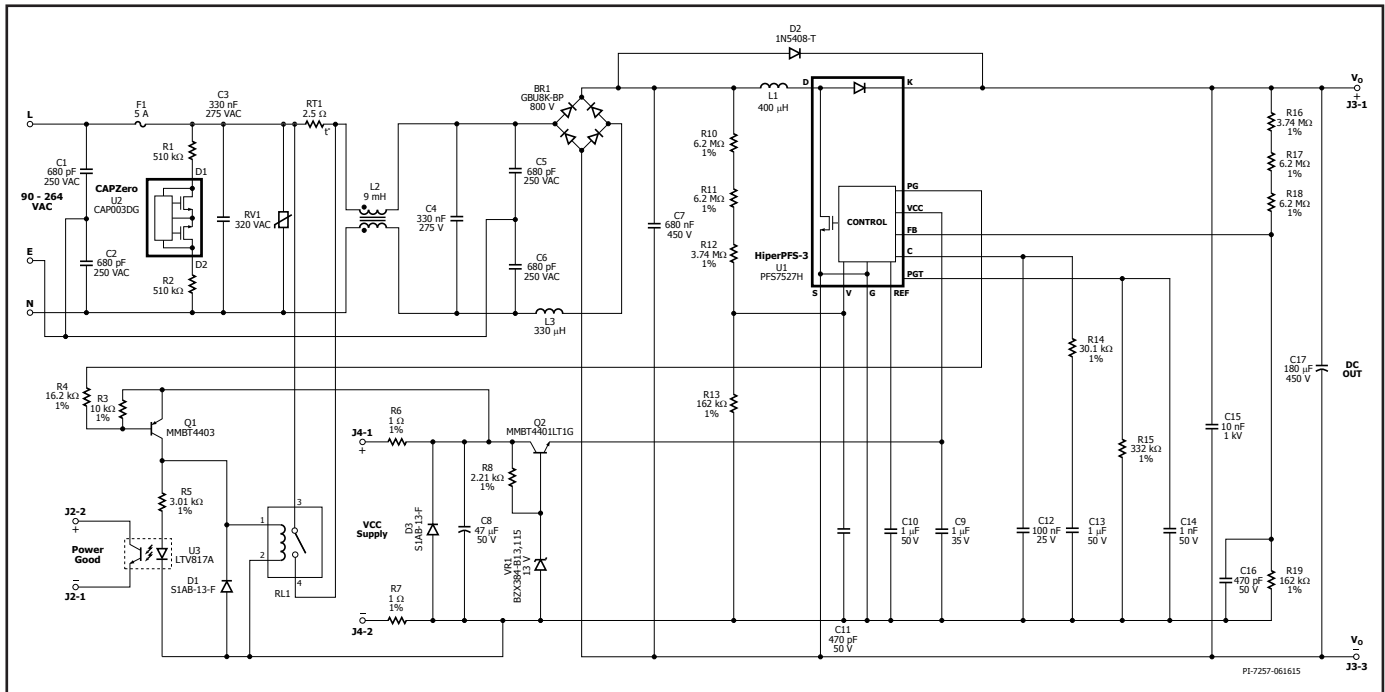 D2
1N5408-T
BR1
GBU8K-BP
800 V
D
K
L1
400 µH
V_O
+
J3-1
L
F1
5 A
C3
330 nF
275 VAC
RT1
2.5 Ω
t°
R1
510 kΩ
D1
C1
680 pF
250 VAC
CAPZero
U2
CAP003DG
90 - 264
VAC
RV1
320 VAC
L2
9 mH
C4
330 nF
275 V
C5
680 pF
250 VAC
C7
680 nF
450 V
R10
6.2 MΩ
1%
R11
6.2 MΩ
1%
R12
3.74 MΩ
1%
CONTROL
HiperPFS-3
U1
PFS7527H
PG
VCC
FB
C
PGT
S
V
G
REF
R16
3.74 MΩ
1%
R17
6.2 MΩ
1%
R18
6.2 MΩ
1%
E
C2
680 pF
250 VAC
D2
R2
510 kΩ
C6
680 pF
250 VAC
N
L3
330 µH
R4
16.2 kΩ
1%
R3
10 kΩ
1%
Q1
MMBT4403
R13
162 kΩ
1%
R14
30.1 kΩ
1%
C17
180 µF
450 V
DC
OUT
J4-1
+
R6
1 Ω
1%
Q2
MMBT4401LT1G
R8
2.21 kΩ
1%
C15
10 nF
1 kV
R15
332 kΩ
1%
R5
3.01 kΩ
1%
J2-2
+
Power
Good
–
J2-1
U3
LTV817A
D1
S1AB-13-F
1
2
3
4
RL1
VCC
Supply
D3
S1AB-13-F
C8
47 µF
50 V
VR1
BZX384-B13,115
13 V
C10
1 µF
50 V
C9
1 µF
35 V
C12
100 nF
25 V
C13
1 µF
50 V
C14
1 nF
50 V
C16
470 pF
50 V
R19
162 kΩ
1%
R7
1 Ω
1%
–
J4-2
C11
470 pF
50 V
V_O
–
J3-3
PI-7257-061615